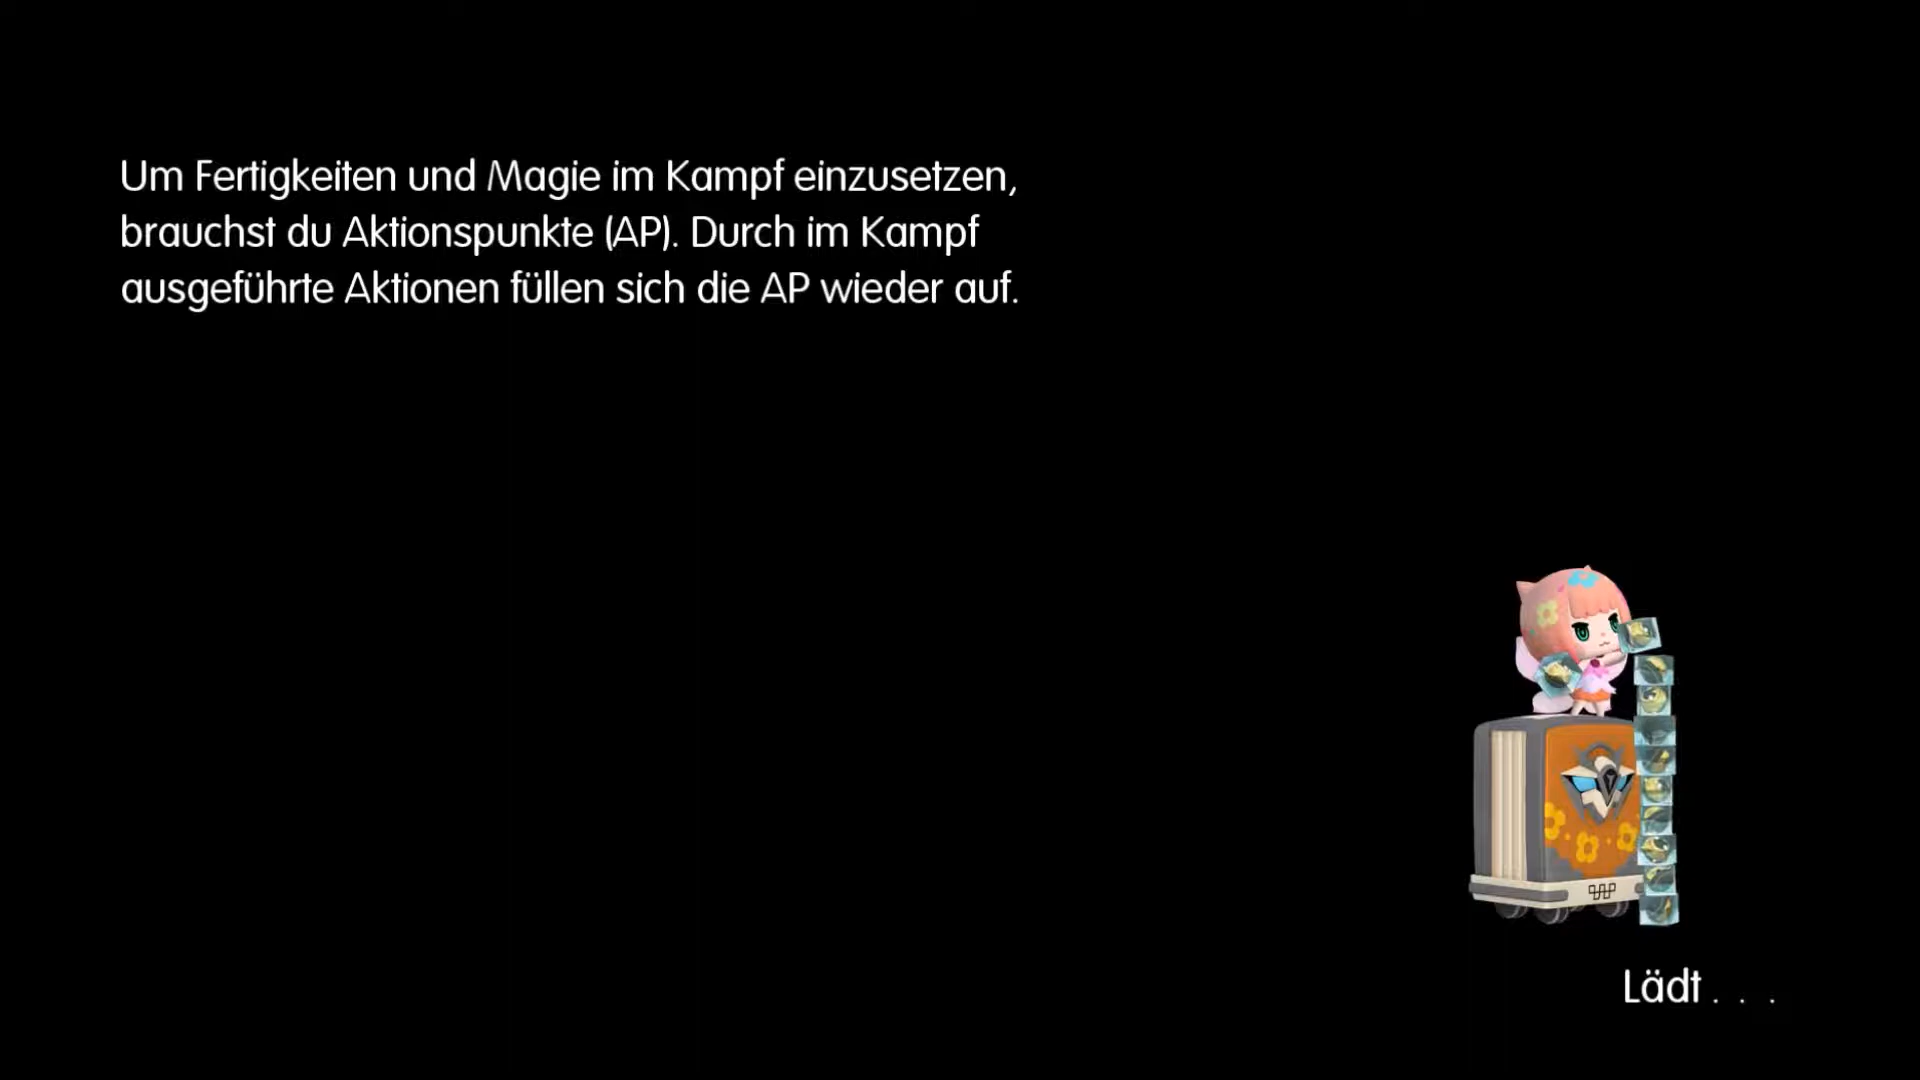 Um Fertigkeiten und Magie im Kampf einzusetzen,
brauchst du Aktionspunkte (AP). Durch im Kampf
ausgeführte Aktionen füllen sich die AP wieder auf.
Lädt . . .